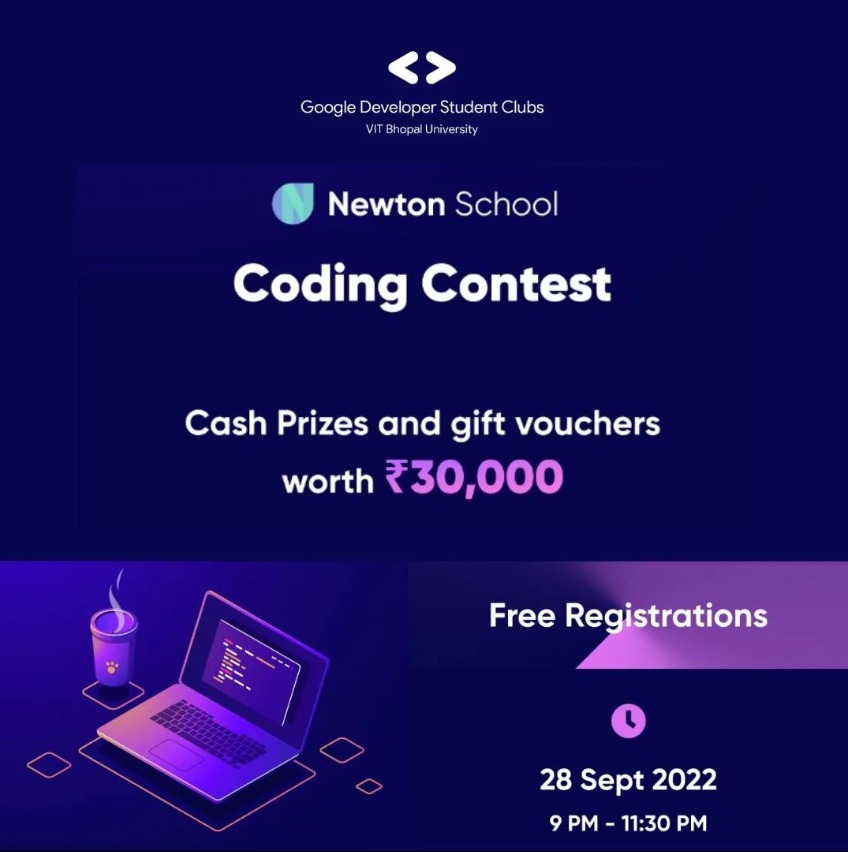 Google Developer Student Clubs
VIT Bhopal University
Newton School
Coding Contest
Cash Prizes and gift vouchers
worth ₹30,000
Free Registrations
28 Sept 2022
9 PM - 11:30 PM